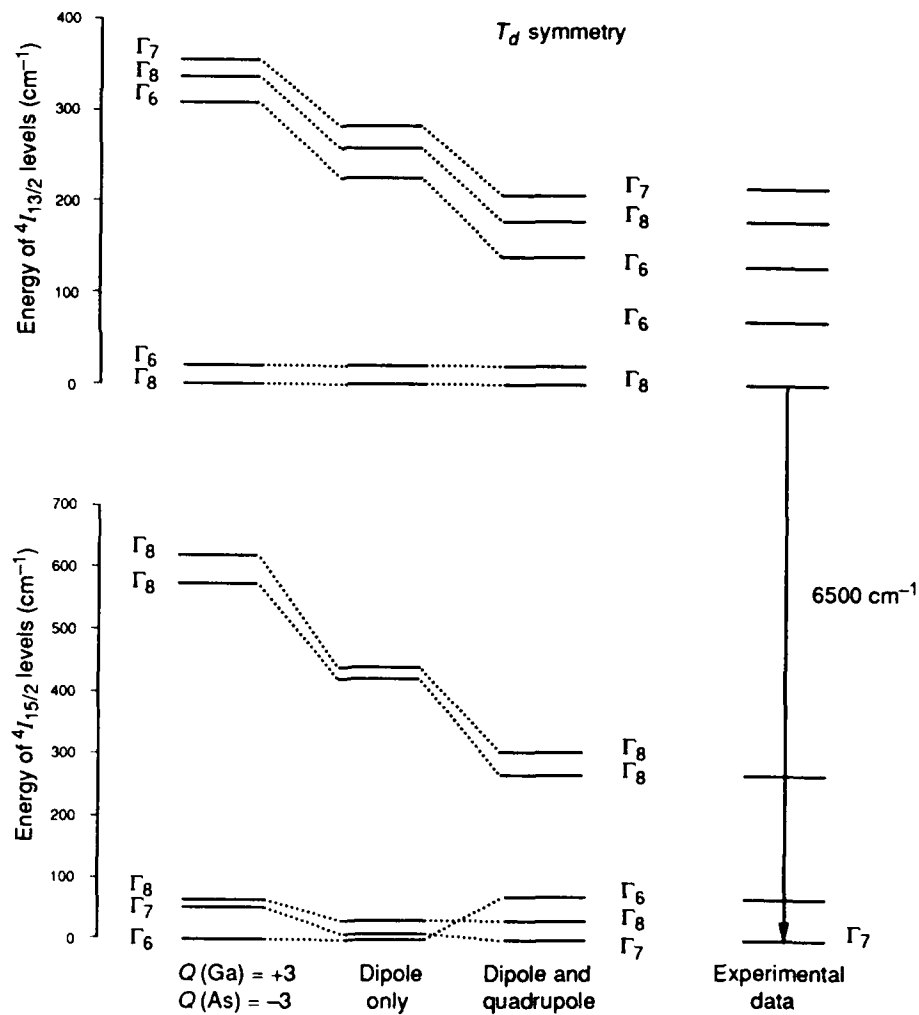 T_d symmetry
Energy of ⁴I₁₃/₂ levels (cm⁻¹)
400
300
200
100
0
Γ₇
Γ₈
Γ₆
Γ₆
Γ₈
Γ₇
Γ₈
Γ₆
Γ₆
Γ₈
6500 cm⁻¹
Energy of ⁴I₁₅/₂ levels (cm⁻¹)
700
600
500
400
300
200
100
0
Γ₈
Γ₈
Γ₈
Γ₇
Γ₆
Γ₈
Γ₈
Γ₆
Γ₈
Γ₇
Γ₇
Q (Ga) = +3
Q (As) = −3
Dipole
only
Dipole and
quadrupole
Experimental
data